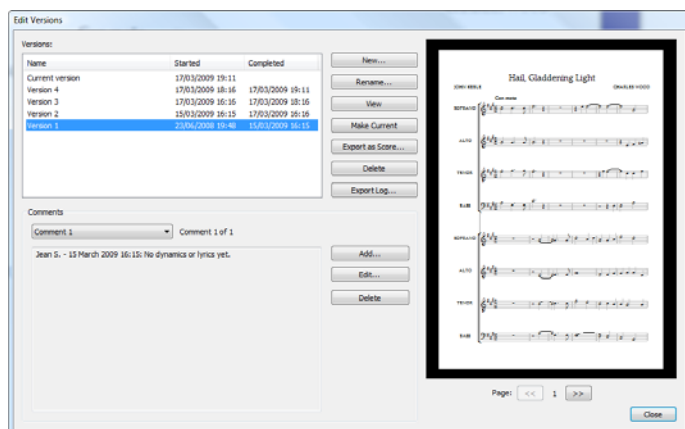 Edit Versions
Versions:
Name Started Completed
Current version 17/03/2009 19:11
Version 4 17/03/2009 18:16 17/03/2009 19:11
Version 3 17/03/2009 16:16 17/03/2009 18:16
Version 2 15/03/2009 16:15 17/03/2009 16:16
Version 1 23/06/2008 19:48 15/03/2009 16:15
New...
Rename...
View
Make Current
Export as Score...
Delete
Export Log...
Comments
Comment 1 Comment 1 of 1
Jean S. - 15 March 2009 16:15: No dynamics or lyrics yet.
Add...
Edit...
Delete
Hail, Gladdening Light
JOHN KEBLE CHARLES WOOD
Con moto
SOPRANO
ALTO
TENOR
BASS
SOPRANO
ALTO
TENOR
BASS
Page: << 1 >>
Close